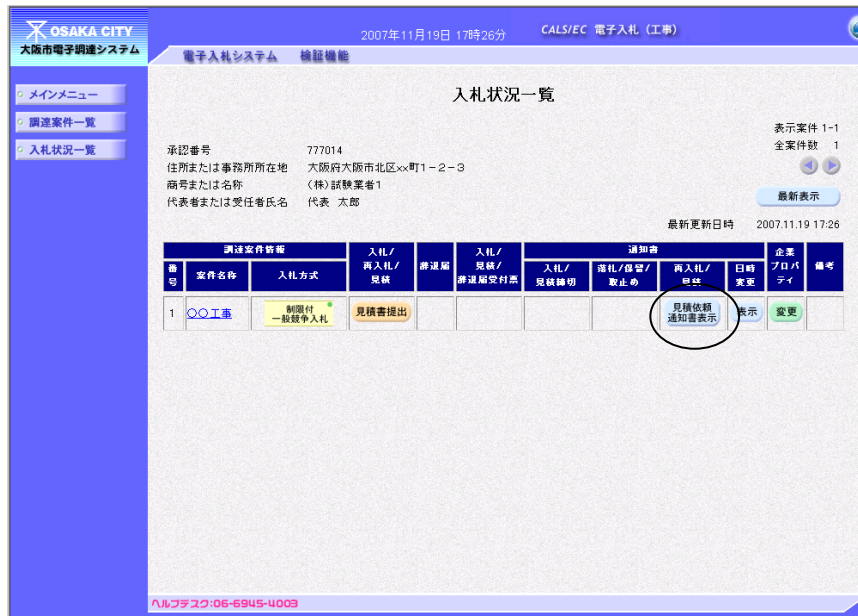 OSAKA CITY
大阪市電子調達システム
2007年11月19日 17時26分
CALS/EC 電子入札（工事）
電子入札システム 検証機能
メインメニュー
調達案件一覧
入札状況一覧
入札状況一覧
表示案件 1-1
全案件数 1
承認番号 777014
住所または事務所所在地 大阪府大阪市北区××町1－2－3
商号または名称 (株)試験業者1
代表者または受任者氏名 代表 太郎
最新表示
最新更新日時 2007.11.19 17:26
調達案件情報
通知書
番号
案件名称
入札方式
入札/
再入札/
見積
辞退届
入札/
見積/
辞退届受付票
入札/
見積締切
落札/保留/
取止め
再入札/
見積
日時
変更
企業
プロパ
ティ
備考
1
○○工事
制限付
一般競争入札
見積書提出
見積依頼
通知書表示
表示
変更
ヘルプデスク:06-6945-4003